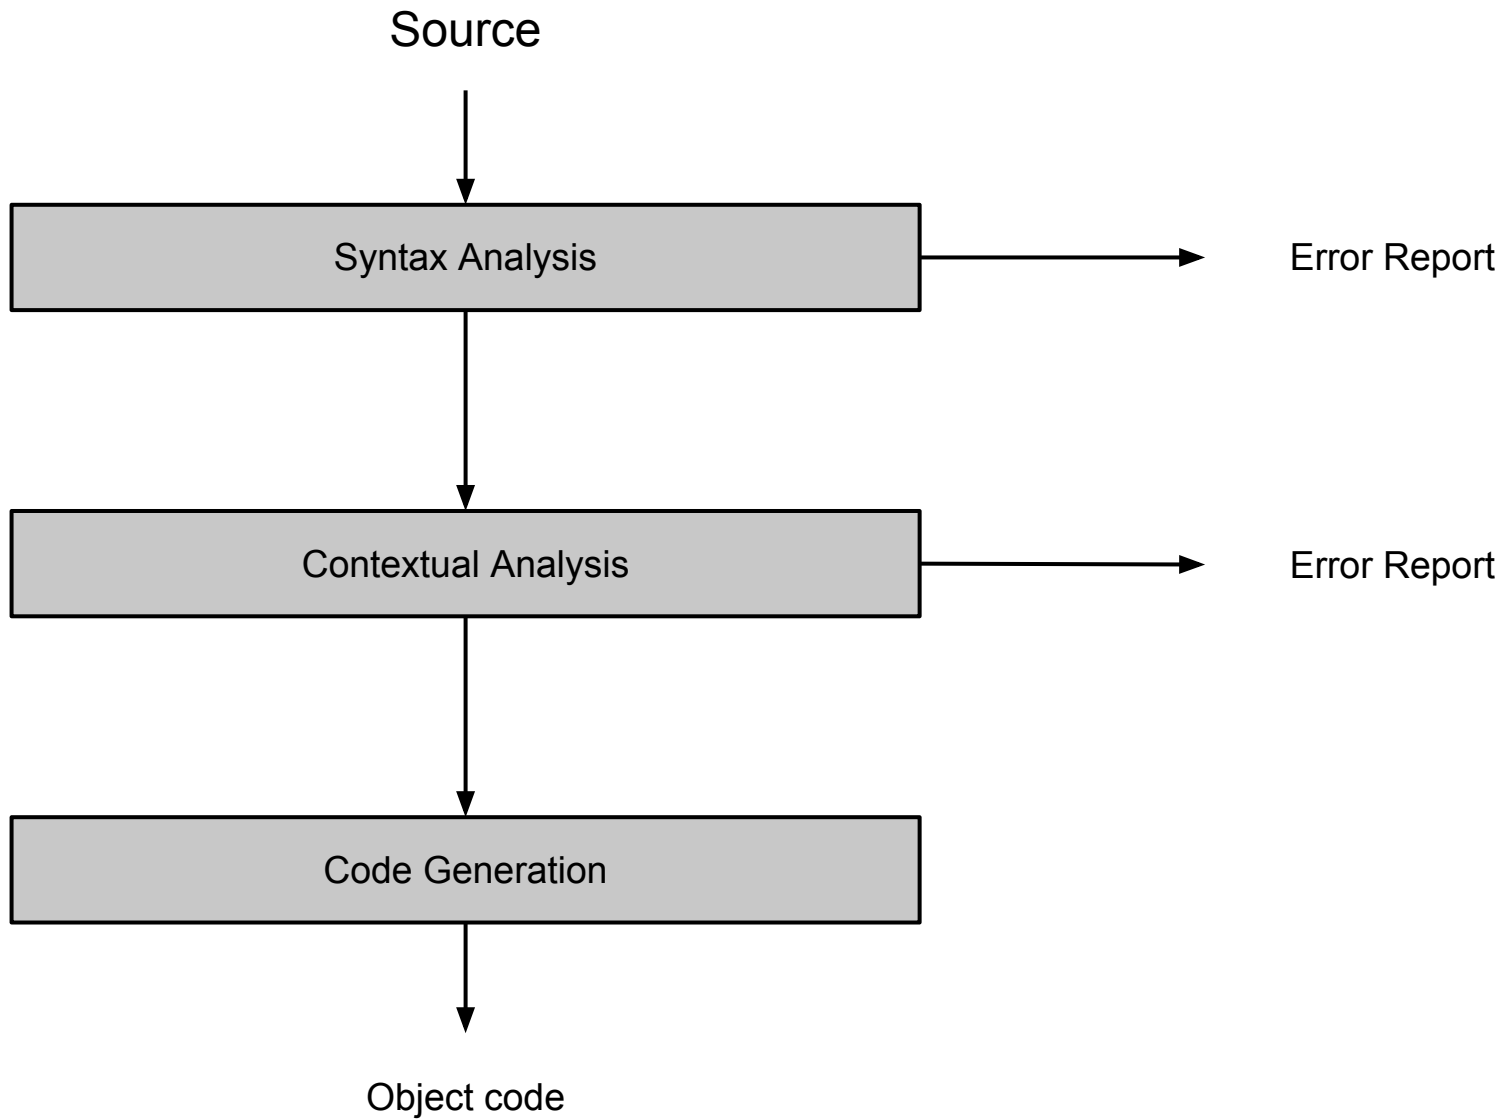 Source
Syntax Analysis
Error Report
Contextual Analysis
Error Report
Code Generation
Object code